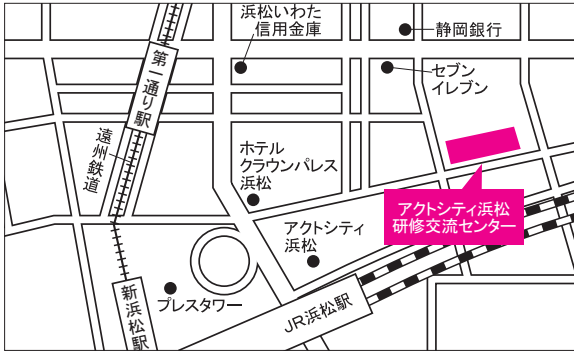 浜松いわた
信用金庫
静岡銀行
第一通り駅
セブン
イレブン
遠州鉄道
ホテル
クラウンパレス
浜松
アクトシティ浜松
研修交流センター
アクトシティ
浜松
新浜松駅
プレスタワー
JR浜松駅